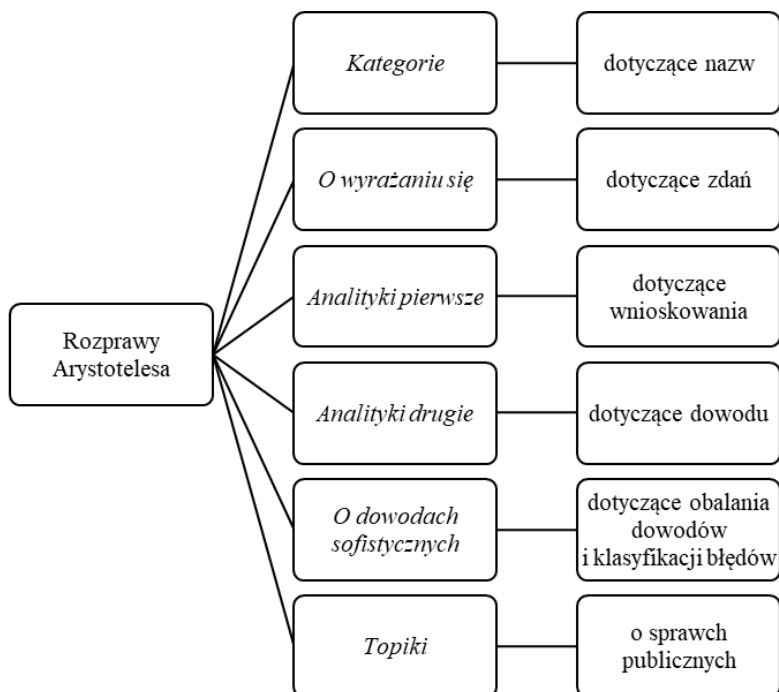 Kategorie
dotyczące nazw
O wyrażaniu się
dotyczące zdań
Analityki pierwsze
dotyczące
wnioskowania
Rozprawy
Arystotelesa
Analityki drugie
dotyczące dowodu
O dowodach
sofistycznych
dotyczące obalania
dowodów
i klasyfikacji błędów
Topiki
o sprawch
publicznych